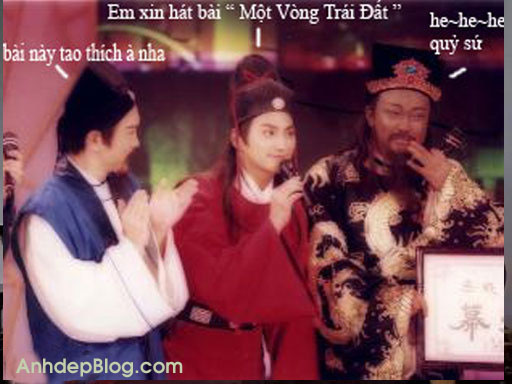 Em xin hát bài “ Một Vòng Trái Đất ”
he~he~he
quỷ sứ
bài này tao thích à nha
AnhdepBlog.com